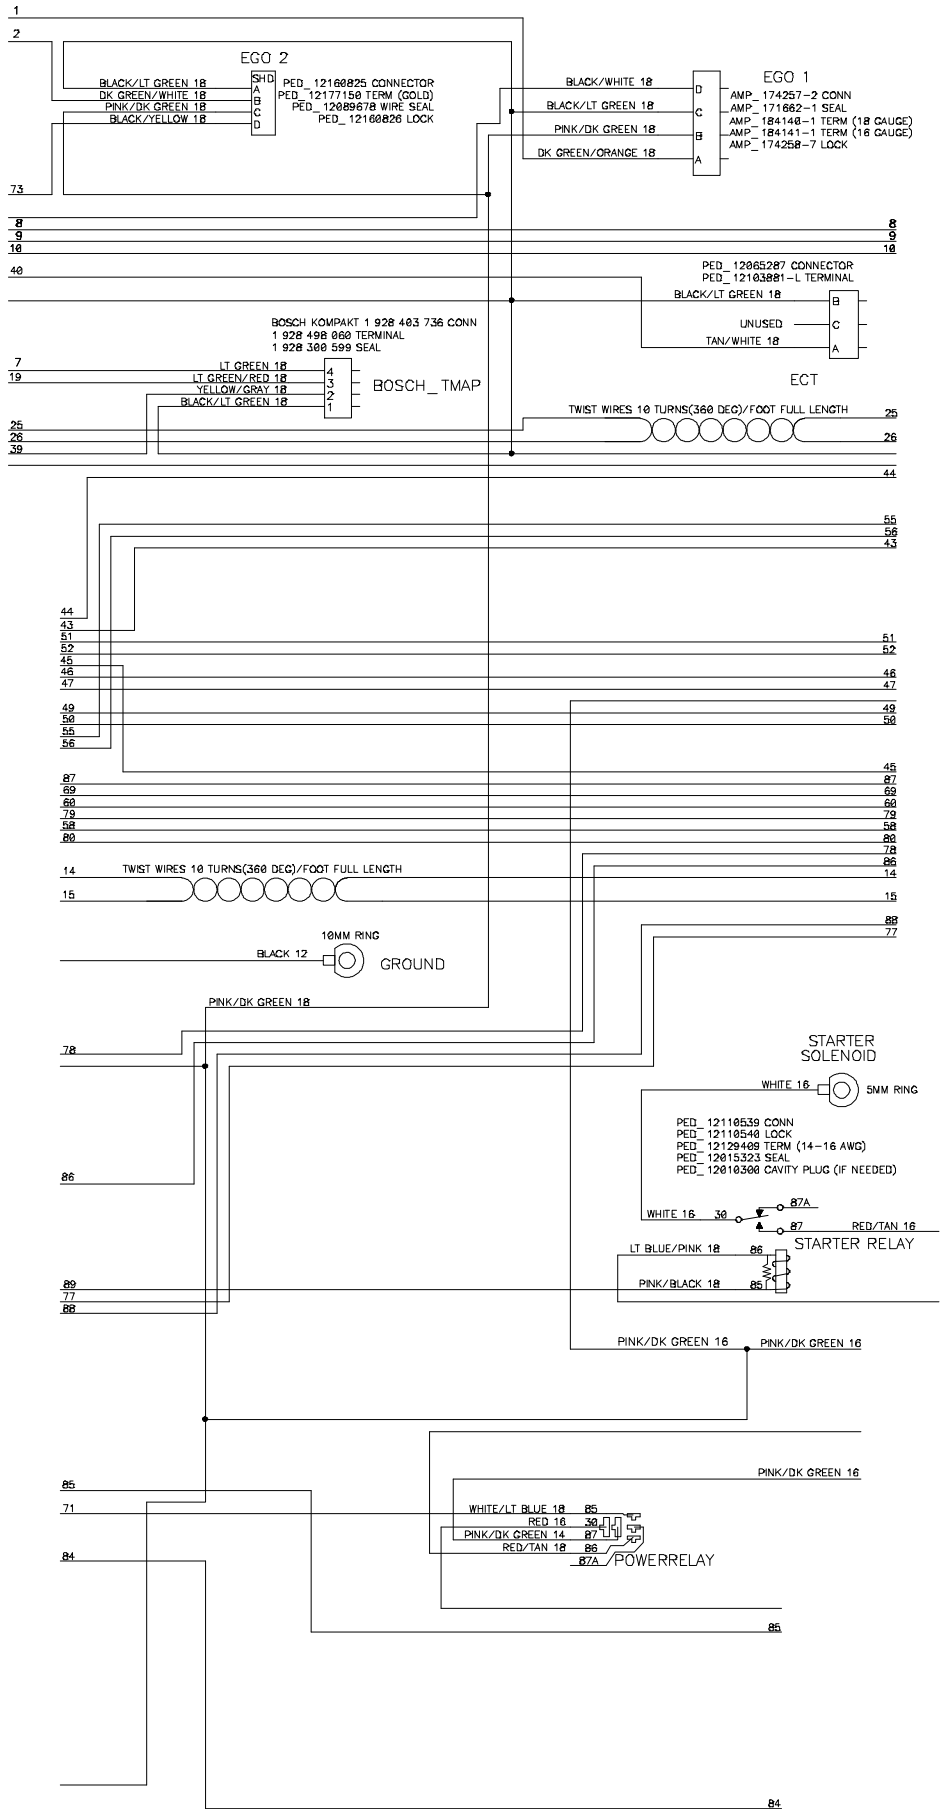 1
2
EGO 2
BLACK/LT GREEN 18
DK GREEN/WHITE 18
PINK/DK GREEN 18
BLACK/YELLOW 18
SHD
A
B
C
D
PED_12160825 CONNECTOR
PED_12177150 TERM (GOLD)
PED_12089678 WIRE SEAL
PED_12160826 LOCK
BLACK/WHITE 18
BLACK/LT GREEN 18
PINK/DK GREEN 18
DK GREEN/ORANGE 18
D
C
B
A
EGO 1
AMP_174257-2 CONN
AMP_171662-1 SEAL
AMP_184140-1 TERM (18 GAUGE)
AMP_184141-1 TERM (16 GAUGE)
AMP_174258-7 LOCK
73
8 8
9 9
10 10
40
PED_12065287 CONNECTOR
PED_12103881-L TERMINAL
BLACK/LT GREEN 18 B
UNUSED C
TAN/WHITE 18 A
ECT
BOSCH KOMPAKT 1 928 403 736 CONN
1 928 498 060 TERMINAL
1 928 300 599 SEAL
7 LT GREEN 18 4
19 LT GREEN/RED 18 3
YELLOW/GRAY 18 2
BLACK/LT GREEN 18 1
BOSCH_TMAP
TWIST WIRES 10 TURNS(360 DEG)/FOOT FULL LENGTH
25 25
26 26
39
44
55
56
43
44
43
51 51
52 52
45
46 46
47 47
49 49
50 50
55
56
45
87 87
69 69
60 60
79 79
58 58
80 80
78
86
14 TWIST WIRES 10 TURNS(360 DEG)/FOOT FULL LENGTH 14
15 15
88
77
10MM RING
BLACK 12
GROUND
PINK/DK GREEN 18
78
STARTER
SOLENOID
WHITE 16
5MM RING
PED_12110539 CONN
PED_12110540 LOCK
PED_12129409 TERM (14-16 AWG)
PED_12015323 SEAL
PED_12010300 CAVITY PLUG (IF NEEDED)
86
87A
WHITE 16 30
87 RED/TAN 16
STARTER RELAY
LT BLUE/PINK 18 86
89 PINK/BLACK 18 85
77
88
PINK/DK GREEN 16 PINK/DK GREEN 16
PINK/DK GREEN 16
85
71 WHITE/LT BLUE 18 85
RED 16 30
PINK/DK GREEN 14 87
RED/TAN 18 86
87A POWERRELAY
84
85
84